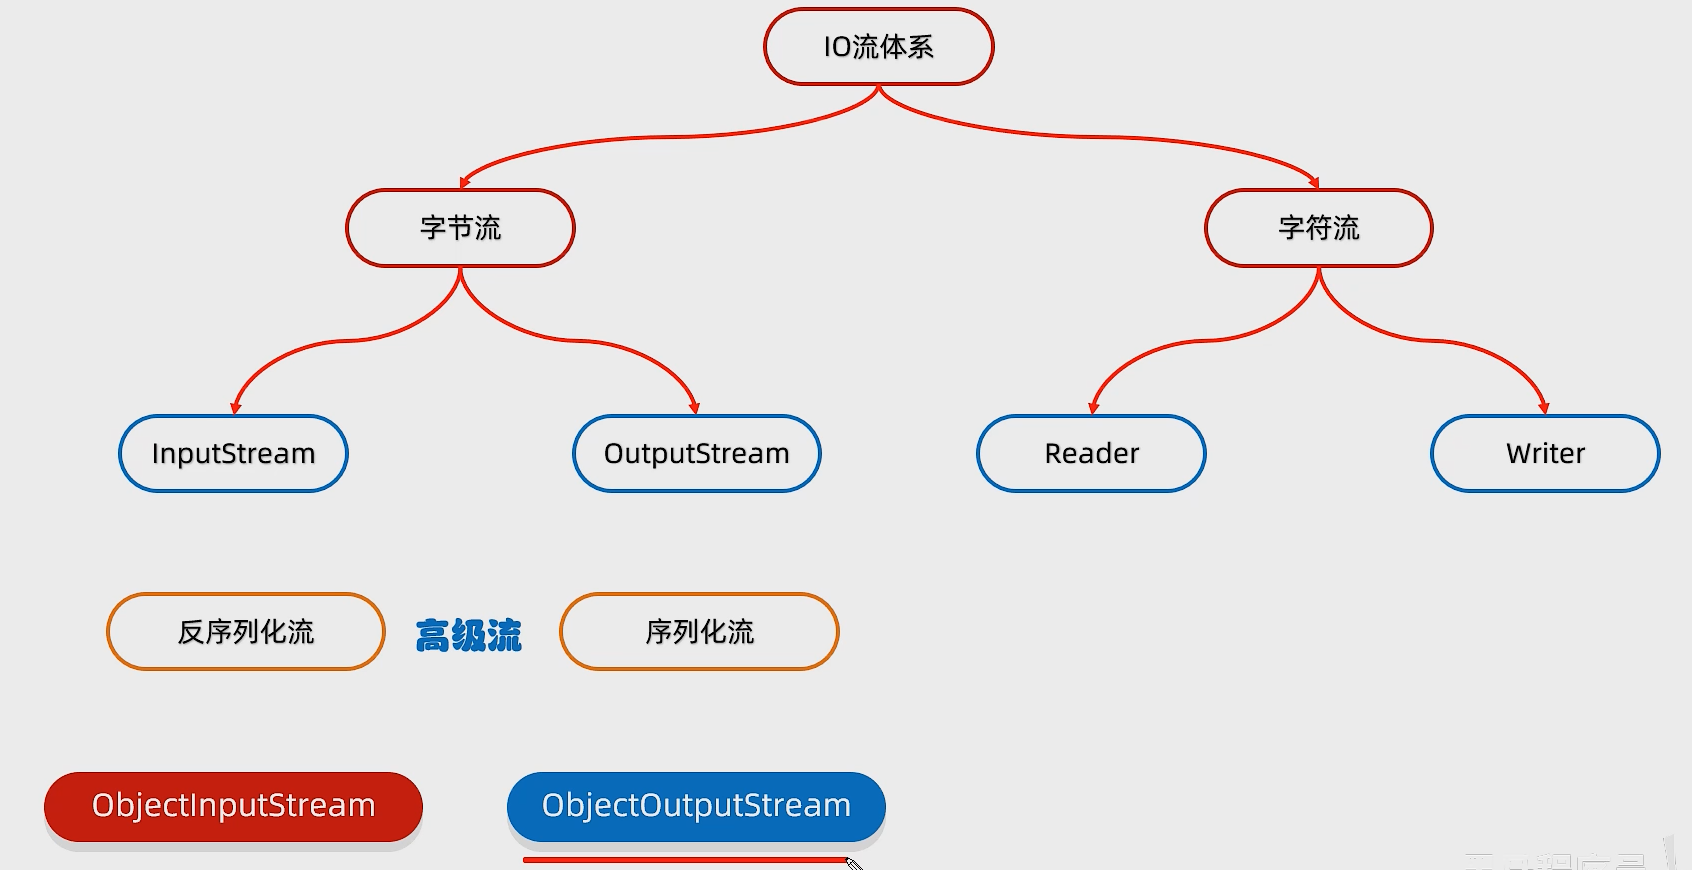 IO流体系
字节流
字符流
InputStream
OutputStream
Reader
Writer
反序列化流
高级流
序列化流
ObjectInputStream
ObjectOutputStream